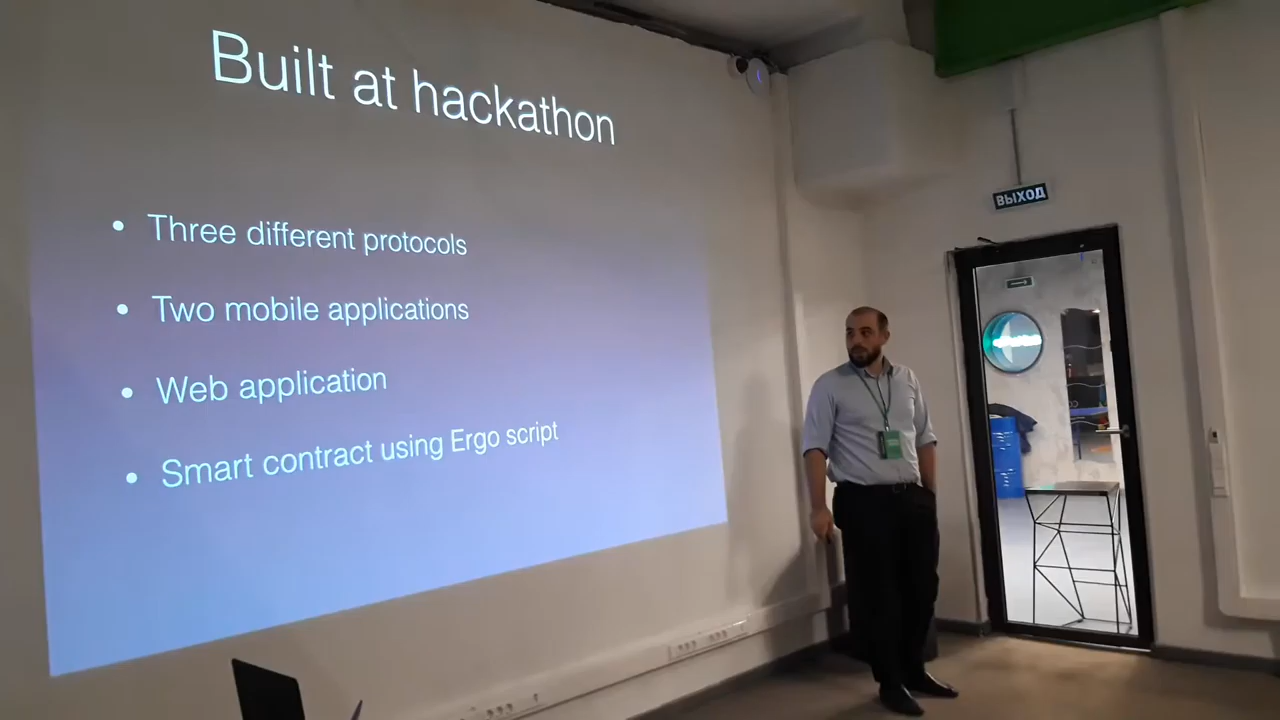 Built at hackathon
• Three different protocols
• Two mobile applications
• Web application
• Smart contract using Ergo script
ВЫХОД